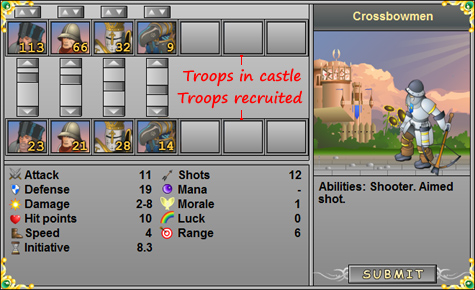 Crossbowmen
113 66 32 9
Troops in castle
Troops recruited
23 21 28 14
Attack 11 Shots 12
Defense 19 Mana -
Damage 2-8 Morale 1
Hit points 10 Luck 0
Speed 4 Range 6
Initiative 8.3
Abilities: Shooter. Aimed
shot.
SUBMIT